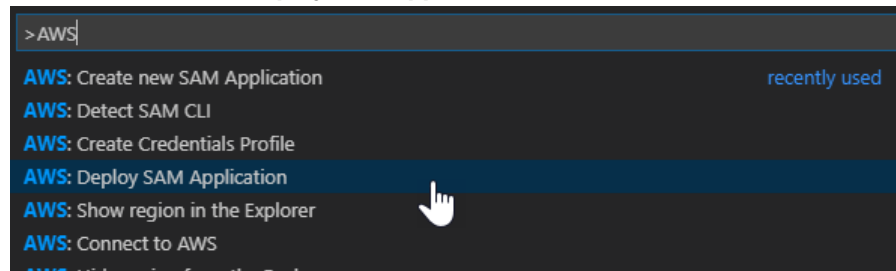 >AWS
AWS: Create new SAM Application recently used
AWS: Detect SAM CLI
AWS: Create Credentials Profile
AWS: Deploy SAM Application
AWS: Show region in the Explorer
AWS: Connect to AWS